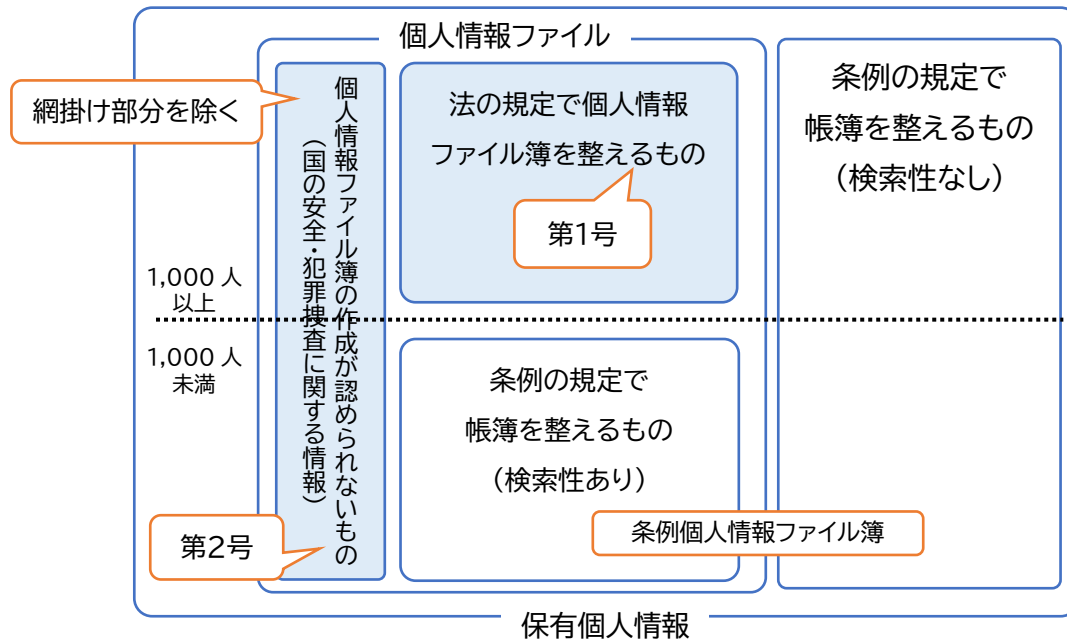 個人情報ファイル
網掛け部分を除く
個人情報ファイル簿の作成が認められないもの
（国の安全・犯罪捜査に関する情報）
法の規定で個人情報
ファイル簿を整えるもの
第1号
条例の規定で
帳簿を整えるもの
（検索性なし）
1,000 人
以上
1,000 人
未満
条例の規定で
帳簿を整えるもの
（検索性あり）
第2号
条例個人情報ファイル簿
保有個人情報